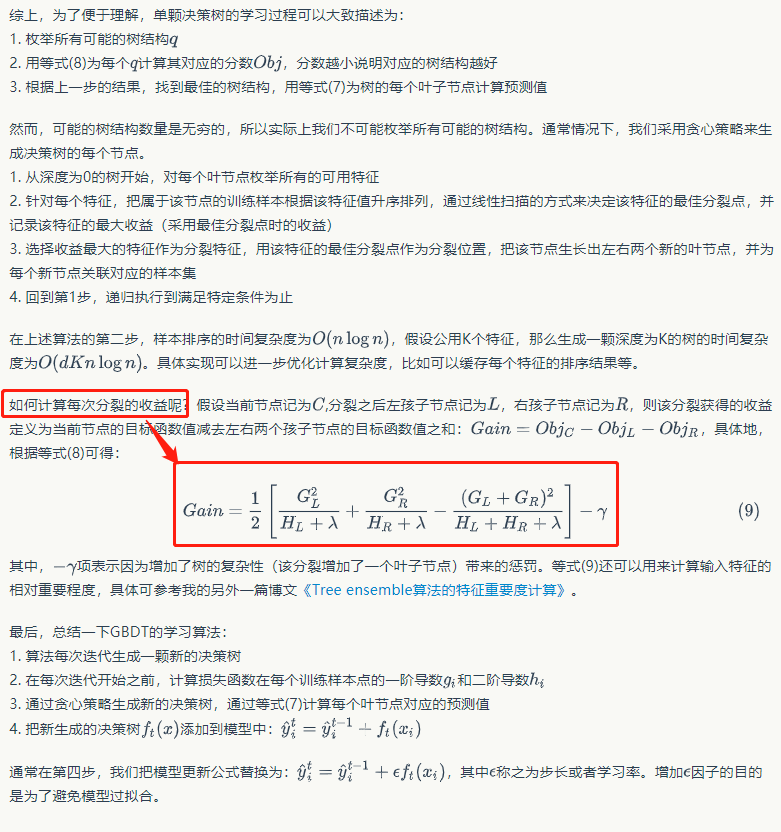 综上，为了便于理解，单颗决策树的学习过程可以大致描述为：
1. 枚举所有可能的树结构q
2. 用等式(8)为每个q计算其对应的分数Obj，分数越小说明对应的树结构越好
3. 根据上一步的结果，找到最佳的树结构，用等式(7)为树的每个叶子节点计算预测值
然而，可能的树结构数量是无穷的，所以实际上我们不可能枚举所有可能的树结构。通常情况下，我们采用贪心策略来生
成决策树的每个节点。
1. 从深度为0的树开始，对每个叶节点枚举所有的可用特征
2. 针对每个特征，把属于该节点的训练样本根据该特征值升序排列，通过线性扫描的方式来决定该特征的最佳分裂点，并
记录该特征的最大收益（采用最佳分裂点时的收益）
3. 选择收益最大的特征作为分裂特征，用该特征的最佳分裂点作为分裂位置，把该节点生长出左右两个新的叶节点，并为
每个新节点关联对应的样本集
4. 回到第1步，递归执行到满足特定条件为止
在上述算法的第二步，样本排序的时间复杂度为O(n log n)，假设公用K个特征，那么生成一颗深度为K的树的时间复杂
度为O(dKn log n)。具体实现可以进一步优化计算复杂度，比如可以缓存每个特征的排序结果等。
如何计算每次分裂的收益呢？假设当前节点记为C,分裂之后左孩子节点记为L，右孩子节点记为R，则该分裂获得的收益
定义为当前节点的目标函数值减去左右两个孩子节点的目标函数值之和：Gain = Obj_C − Obj_L − Obj_R，具体地，
根据等式(8)可得：
Gain = 1/2 [ G_L^2/(H_L + λ) + G_R^2/(H_R + λ) − (G_L + G_R)^2/(H_L + H_R + λ) ] − γ (9)
其中，−γ项表示因为增加了树的复杂性（该分裂增加了一个叶子节点）带来的惩罚。等式(9)还可以用来计算输入特征的
相对重要程度，具体可参考我的另外一篇博文《Tree ensemble算法的特征重要度计算》。
最后，总结一下GBDT的学习算法：
1. 算法每次迭代生成一颗新的决策树
2. 在每次迭代开始之前，计算损失函数在每个训练样本点的一阶导数g_i和二阶导数h_i
3. 通过贪心策略生成新的决策树，通过等式(7)计算每个叶节点对应的预测值
4. 把新生成的决策树f_t(x)添加到模型中：ŷ_i^t = ŷ_i^{t−1} + f_t(x_i)
通常在第四步，我们把模型更新公式替换为：ŷ_i^t = ŷ_i^{t−1} + ϵf_t(x_i)，其中ϵ称之为步长或者学习率。增加ϵ因子的目的
是为了避免模型过拟合。